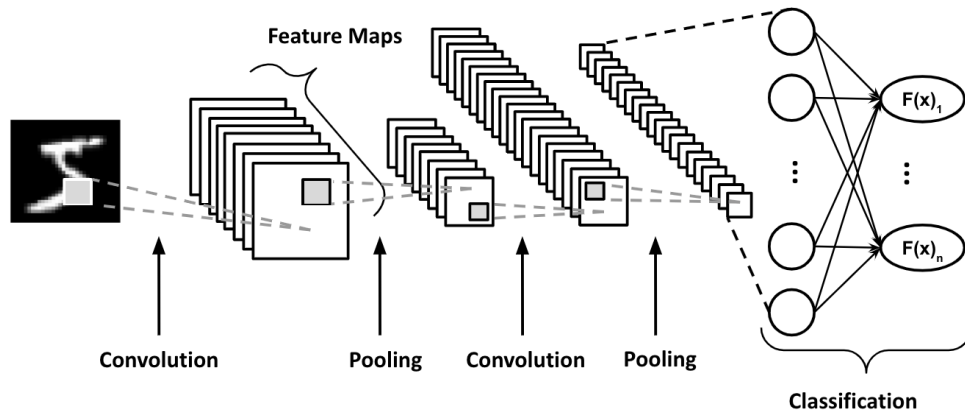 Feature Maps
F(x)1
...
...
F(x)n
Convolution
Pooling
Convolution
Pooling
Classification